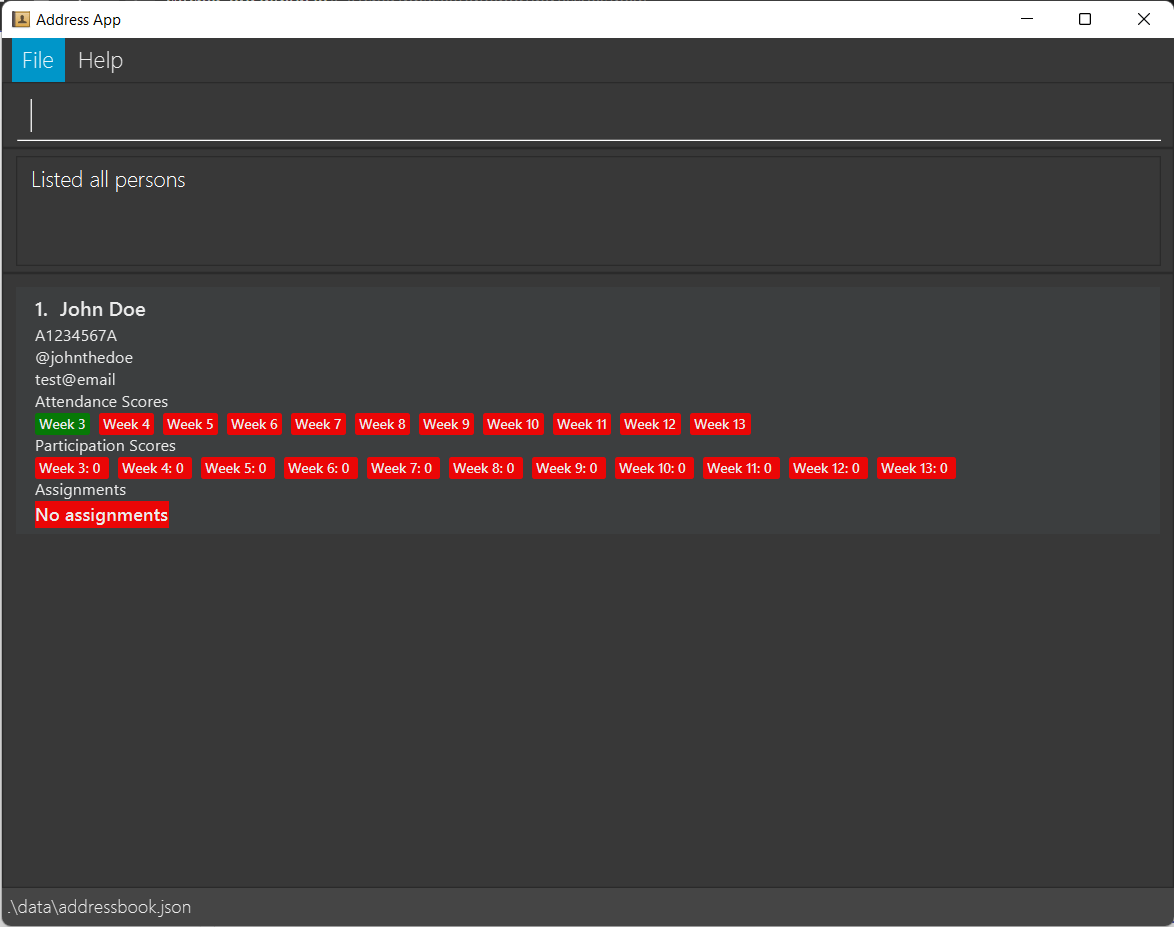 Address App
File Help
Listed all persons
1. John Doe
A1234567A
@johnthedoe
test@email
Attendance Scores
Week 3 Week 4 Week 5 Week 6 Week 7 Week 8 Week 9 Week 10 Week 11 Week 12 Week 13
Participation Scores
Week 3: 0 Week 4: 0 Week 5: 0 Week 6: 0 Week 7: 0 Week 8: 0 Week 9: 0 Week 10: 0 Week 11: 0 Week 12: 0 Week 13: 0
Assignments
No assignments
.\data\addressbook.json